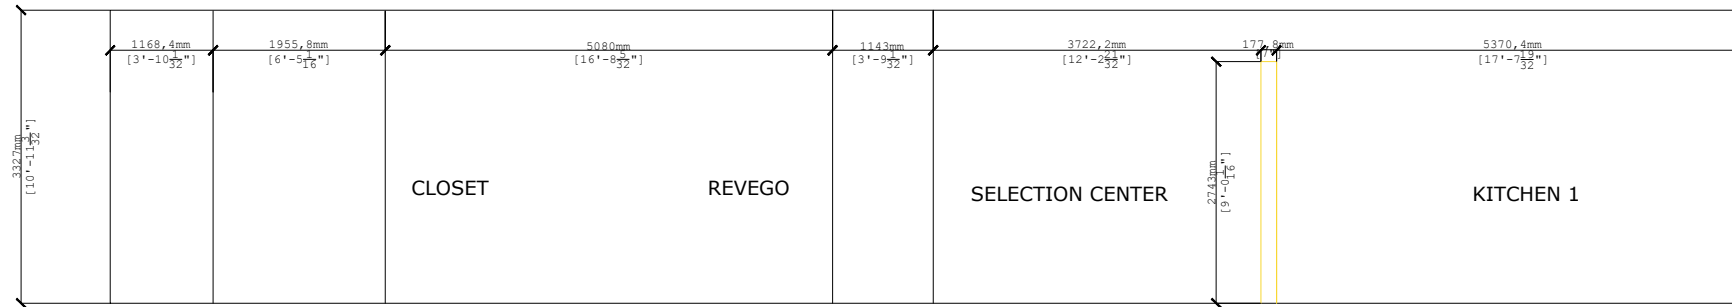 1168,4mm
[3'-10 1/32"]
1955,8mm
[6'-5 1/16"]
5080mm
[16'-8 5/32"]
1143mm
[3'-9 1/32"]
3722,2mm
[12'-2 21/32"]
177,8mm
5370,4mm
[17'-7 19/32"]
3327mm
[10'-11 3/32"]
2743mm
[9'-0 1/16"]
CLOSET
REVEGO
SELECTION CENTER
KITCHEN 1